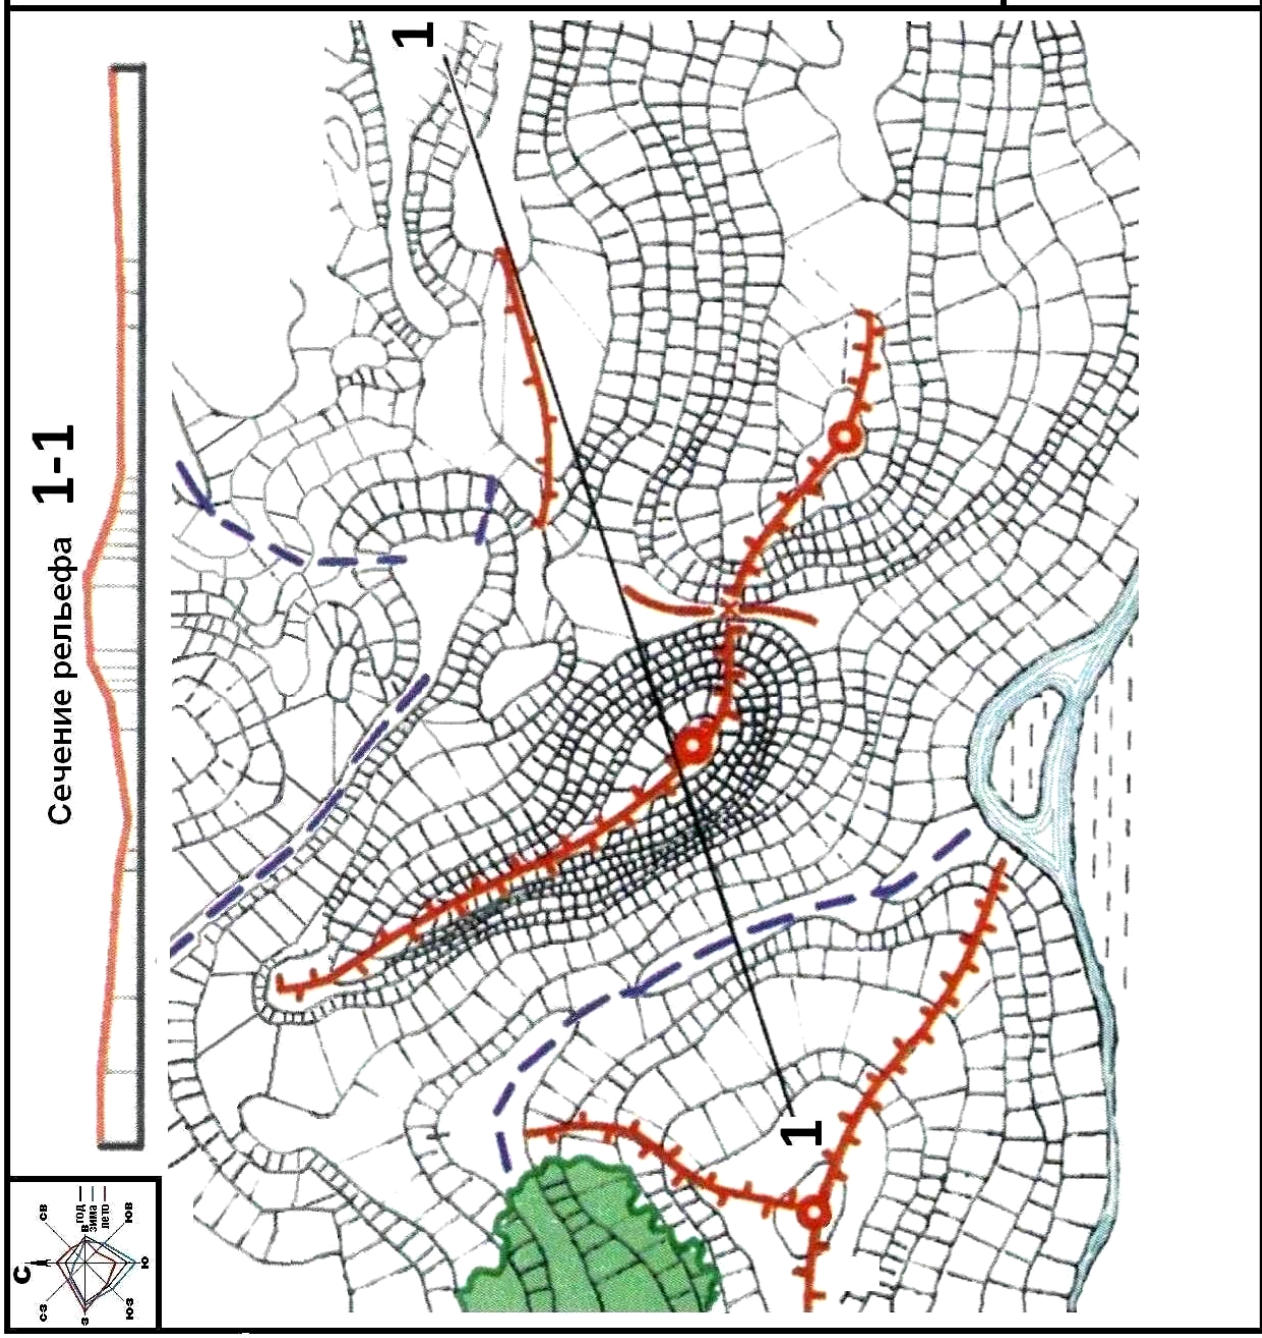 Сечение рельефа 1-1
1
1
С
СВ
В
ЮВ
Ю
ЮЗ
З
СЗ
год
зима
лето